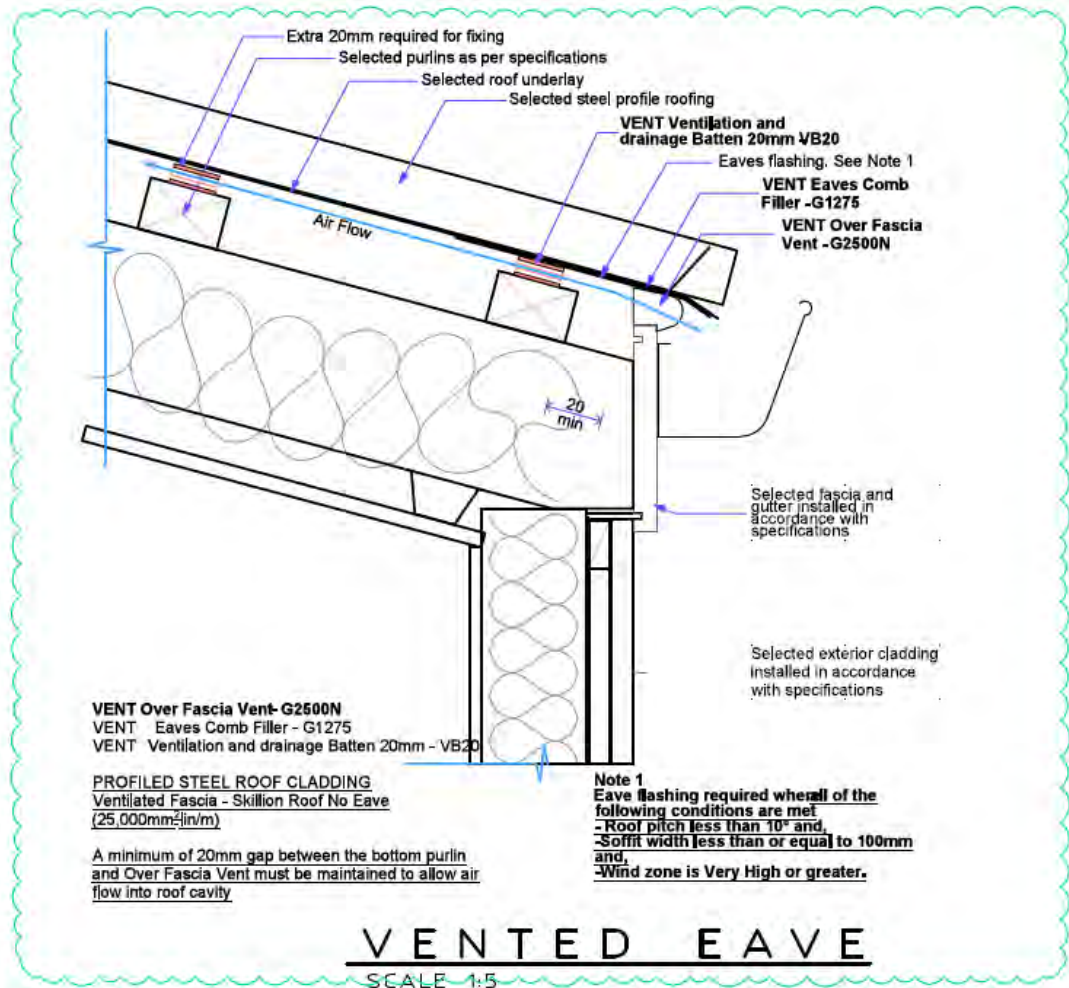 Extra 20mm required for fixing
Selected purlins as per specifications
Selected roof underlay
Selected steel profile roofing
VENT Ventilation and
drainage Batten 20mm VB20
Eaves flashing. See Note 1
VENT Eaves Comb
Filler -G1275
VENT Over Fascia
Vent -G2500N
Air Flow
20
min
Selected fascia and
gutter installed in
accordance with
specifications
Selected exterior cladding
installed in accordance
with specifications
VENT Over Fascia Vent- G2500N
VENT Eaves Comb Filler - G1275
VENT Ventilation and drainage Batten 20mm - VB20
PROFILED STEEL ROOF CLADDING
Ventilated Fascia - Skillion Roof No Eave
(25,000mm²|in/m)
A minimum of 20mm gap between the bottom purlin
and Over Fascia Vent must be maintained to allow air
flow into roof cavity
Note 1
Eave flashing required where all of the
following conditions are met
- Roof pitch less than 10° and,
-Soffit width less than or equal to 100mm
and,
-Wind zone is Very High or greater.
VENTED EAVE
SCALE 1:5